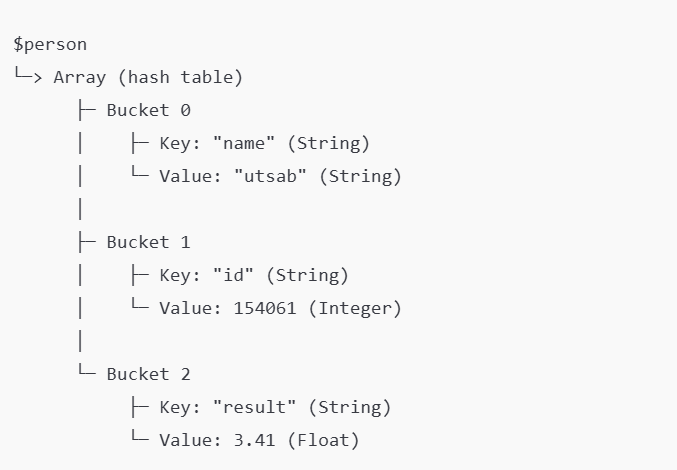 $person
└─> Array (hash table)
      ├─ Bucket 0
      │    ├─ Key: "name" (String)
      │    └─ Value: "utsab" (String)
      │
      ├─ Bucket 1
      │    ├─ Key: "id" (String)
      │    └─ Value: 154061 (Integer)
      │
      └─ Bucket 2
           ├─ Key: "result" (String)
           └─ Value: 3.41 (Float)